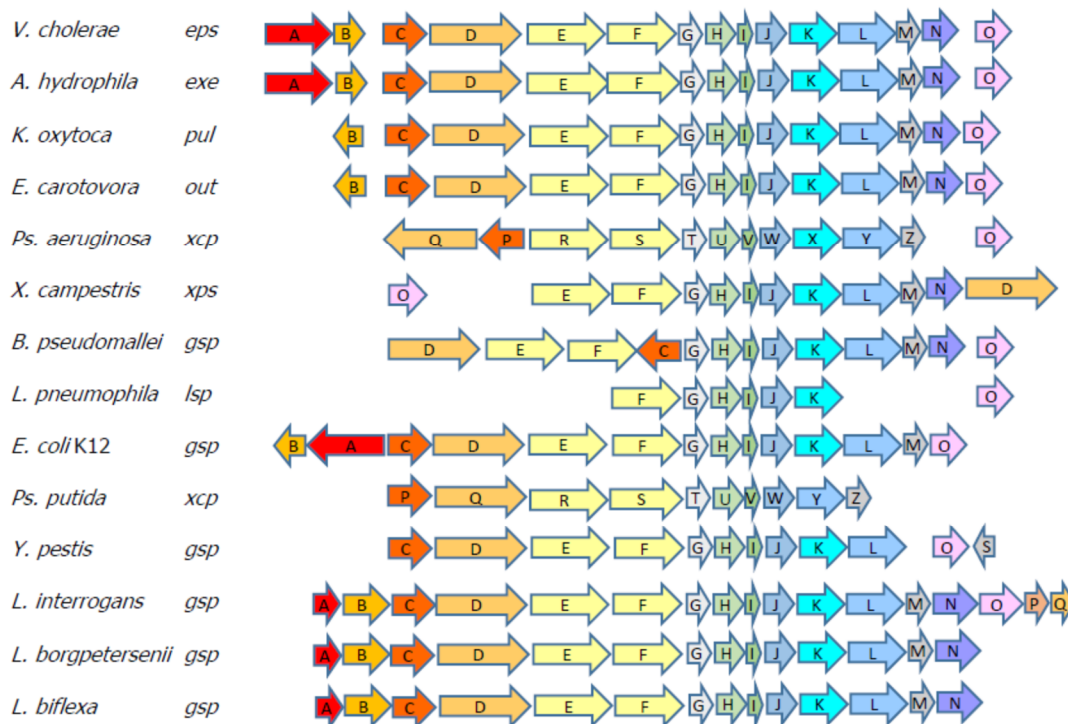 V. cholerae eps A B C D E F G H I J K L M N O
A. hydrophila exe A B C D E F G H I J K L M N O
K. oxytoca pul B C D E F G H I J K L M N O
E. carotovora out B C D E F G H I J K L M N O
Ps. aeruginosa xcp Q P R S T U V W X Y Z O
X. campestris xps O E F G H I J K L M N D
B. pseudomallei gsp D E F C G H I J K L M N O
L. pneumophila lsp F G H I J K O
E. coli K12 gsp B A C D E F G H I J K L M O
Ps. putida xcp P Q R S T U V W Y Z
Y. pestis gsp C D E F G H I J K L O S
L. interrogans gsp A B C D E F G H I J K L M N O P Q
L. borgpetersenii gsp A B C D E F G H I J K L M N
L. biflexa gsp A B C D E F G H I J K L M N